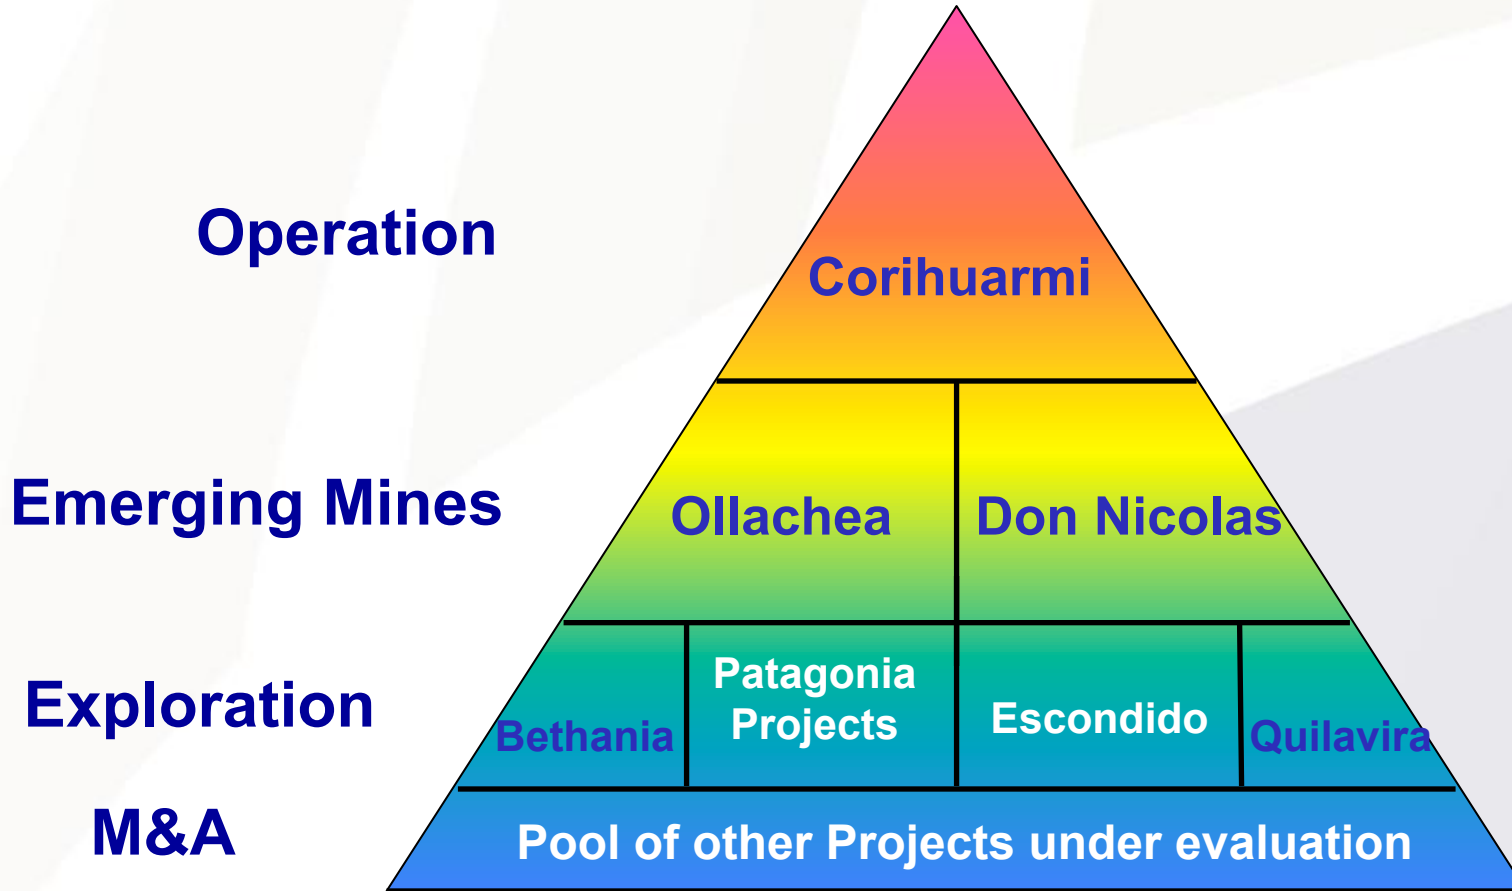 Operation
Corihuarmi
Emerging Mines
Ollachea
Don Nicolas
Exploration
Bethania
Patagonia
Projects
Escondido
Quilavira
M&A
Pool of other Projects under evaluation